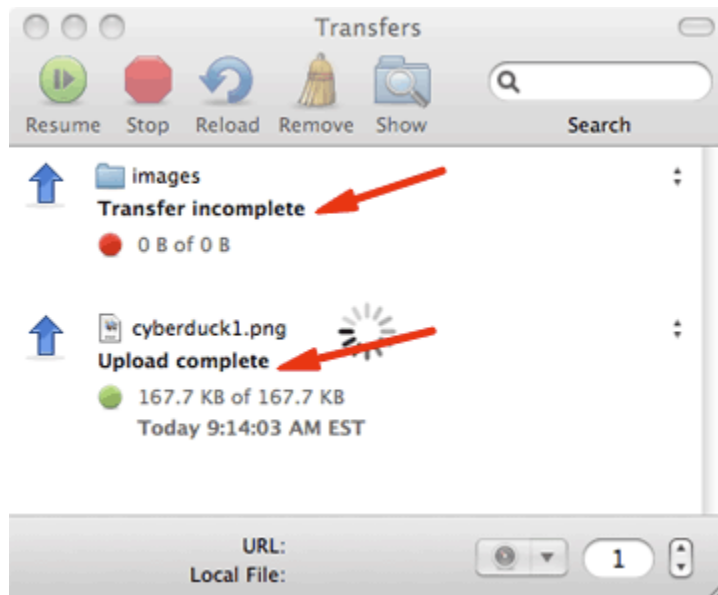 Transfers
Resume Stop Reload Remove Show Search
images
Transfer incomplete
0 B of 0 B
cyberduck1.png
Upload complete
167.7 KB of 167.7 KB
Today 9:14:03 AM EST
URL:
1
Local File: